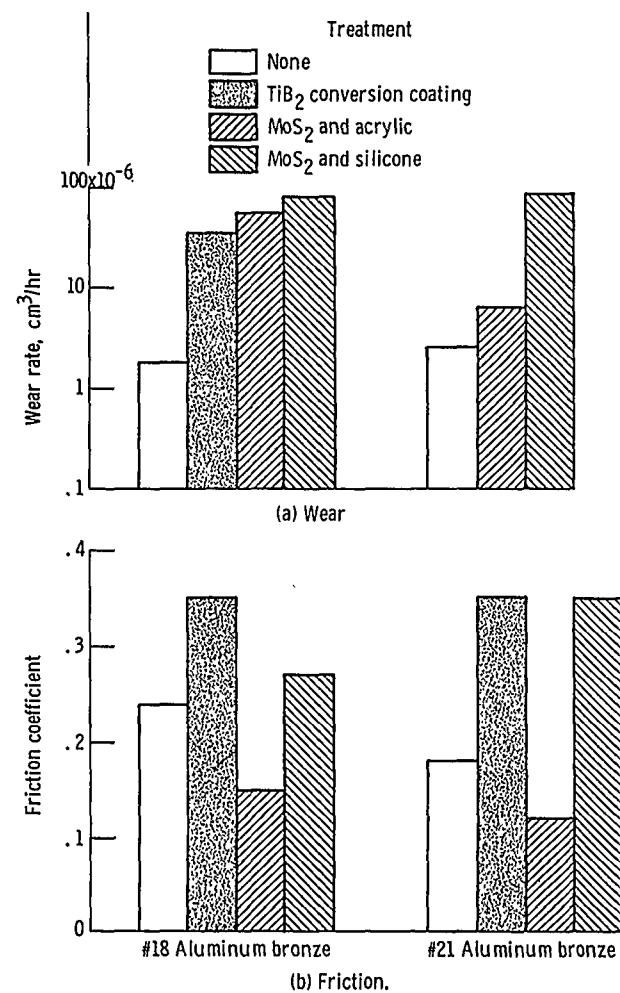 Treatment
None
TiB2 conversion coating
MoS2 and acrylic
MoS2 and silicone
100x10-6
10
1
.1
Wear rate, cm3/hr
(a) Wear
.4
.3
.2
.1
0
Friction coefficient
#18 Aluminum bronze
#21 Aluminum bronze
(b) Friction.